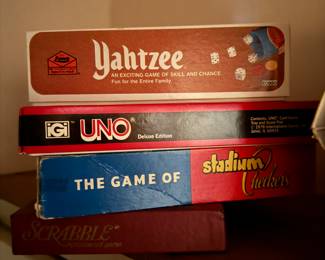 Yahtzee
AN EXCITING GAME OF SKILL AND CHANCE
Fun for the Entire Family
iGi UNO Deluxe Edition
THE GAME OF stadium Checkers
SCRABBLE